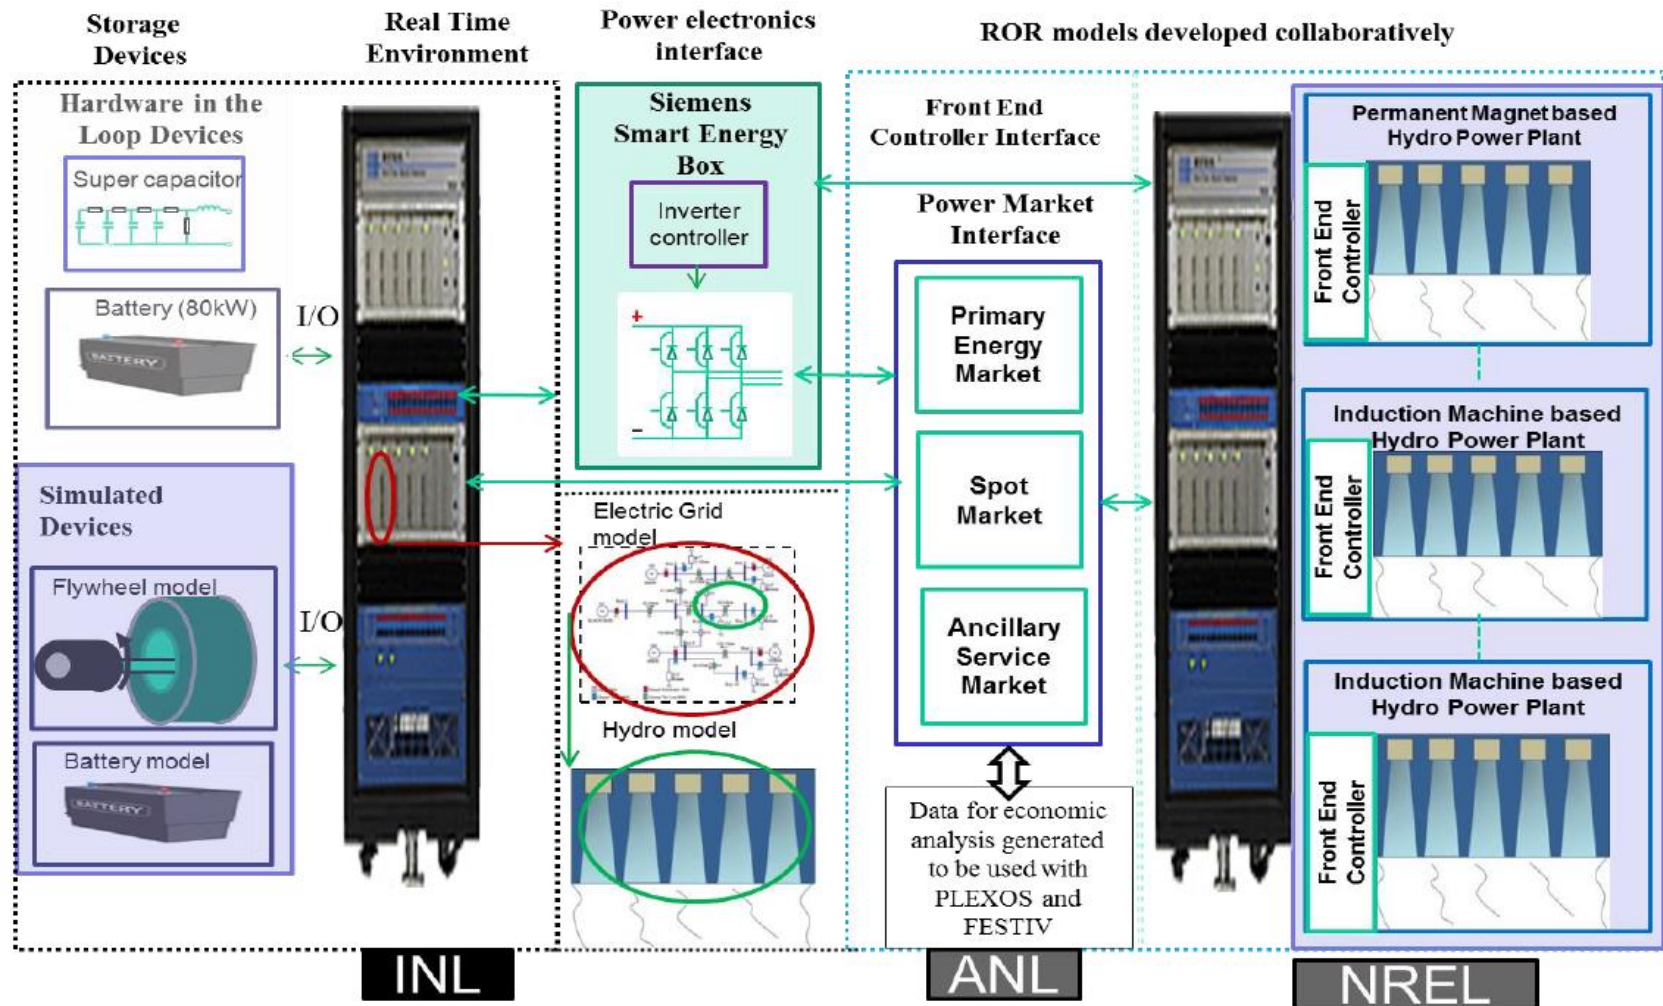 Storage
Devices
Real Time
Environment
Power electronics
interface
ROR models developed collaboratively
Hardware in the
Loop Devices
Super capacitor
Battery (80kW)
BATTERY
I/O
Simulated
Devices
Flywheel model
I/O
Battery model
BATTERY
Siemens
Smart Energy
Box
Inverter
controller
+
−
Electric Grid
model
Hydro model
Front End
Controller Interface
Power Market
Interface
Primary
Energy
Market
Spot
Market
Ancillary
Service
Market
Data for economic
analysis generated
to be used with
PLEXOS and
FESTIV
Permanent Magnet based
Hydro Power Plant
Front End
Controller
Induction Machine based
Hydro Power Plant
Front End
Controller
Induction Machine based
Hydro Power Plant
Front End
Controller
INL
ANL
NREL